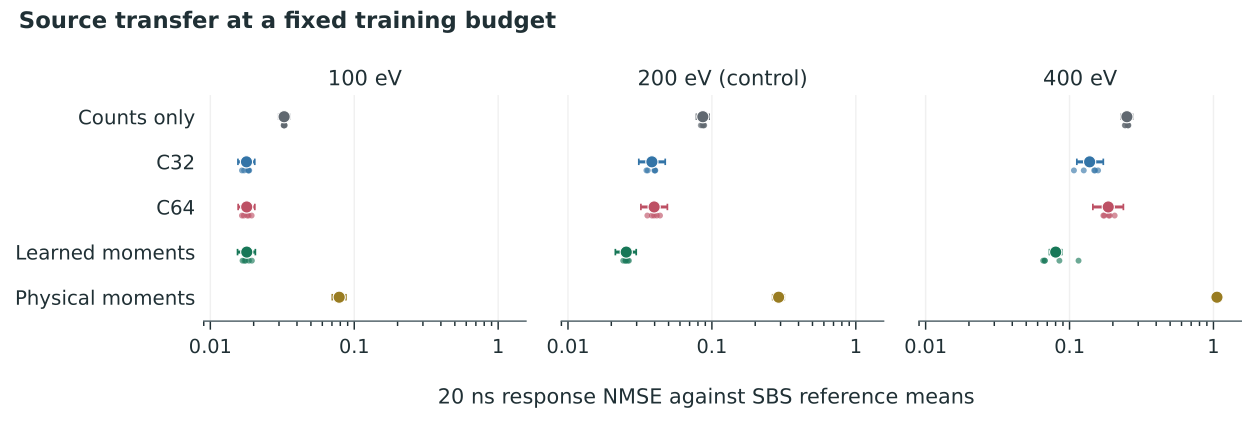 Source transfer at a fixed training budget
100 eV
200 eV (control)
400 eV
Counts only
C32
C64
Learned moments
Physical moments
0.01 0.1 1
0.01 0.1 1
0.01 0.1 1
20 ns response NMSE against SBS reference means